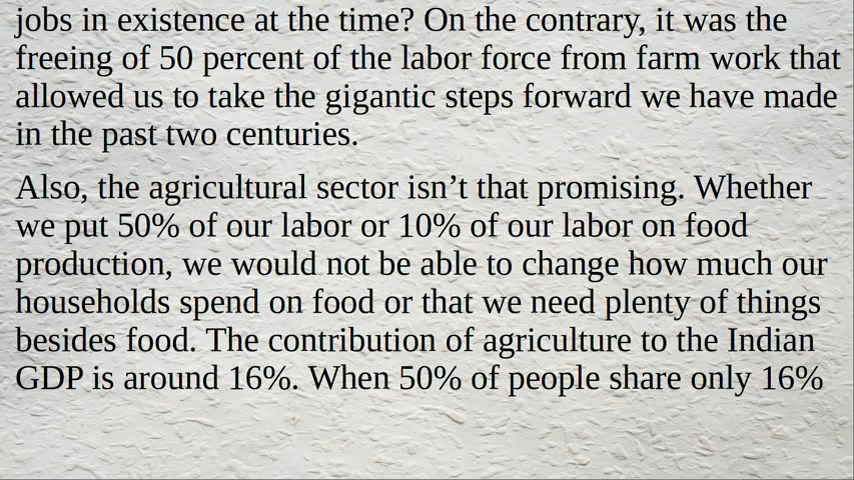 jobs in existence at the time? On the contrary, it was the
freeing of 50 percent of the labor force from farm work that
allowed us to take the gigantic steps forward we have made
in the past two centuries.
Also, the agricultural sector isn’t that promising. Whether
we put 50% of our labor or 10% of our labor on food
production, we would not be able to change how much our
households spend on food or that we need plenty of things
besides food. The contribution of agriculture to the Indian
GDP is around 16%. When 50% of people share only 16%